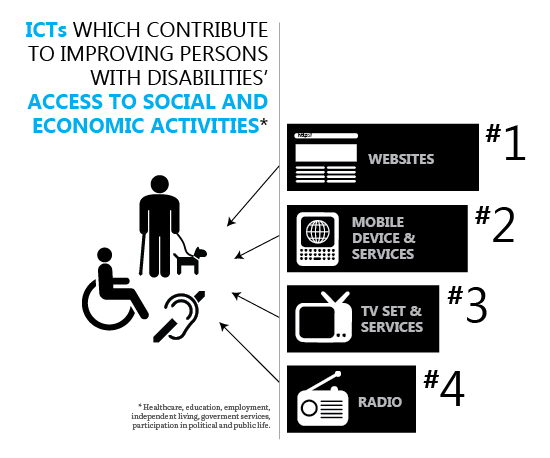 ICTs WHICH CONTRIBUTE
TO IMPROVING PERSONS
WITH DISABILITIES’
ACCESS TO SOCIAL AND
ECONOMIC ACTIVITIES*
http://
WEBSITES
#1
MOBILE
DEVICE &
SERVICES
#2
TV SET &
SERVICES
#3
RADIO
#4
* Healthcare, education, employment,
independent living, goverment services,
participation in political and public life.